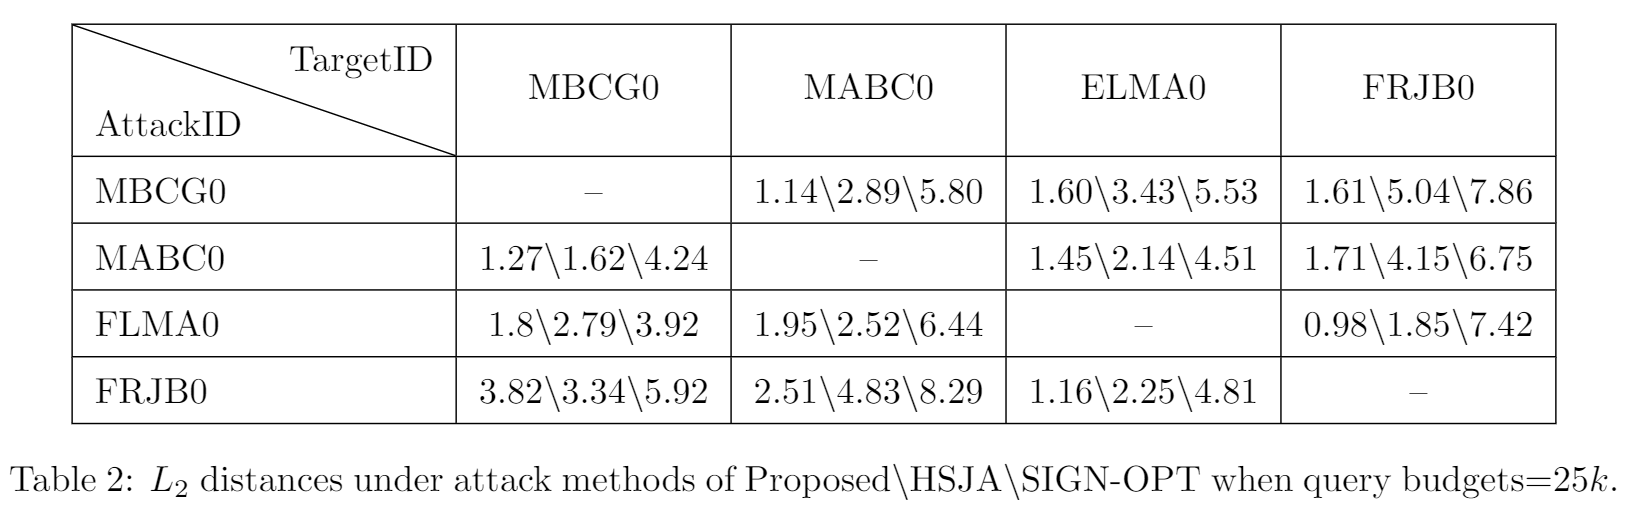 TargetID
AttackID
MBCG0 MABC0 ELMA0 FRJB0
MBCG0 – 1.14\2.89\5.80 1.60\3.43\5.53 1.61\5.04\7.86
MABC0 1.27\1.62\4.24 – 1.45\2.14\4.51 1.71\4.15\6.75
FLMA0 1.8\2.79\3.92 1.95\2.52\6.44 – 0.98\1.85\7.42
FRJB0 3.82\3.34\5.92 2.51\4.83\8.29 1.16\2.25\4.81 –
Table 2: L₂ distances under attack methods of Proposed\HSJA\SIGN-OPT when query budgets=25k.